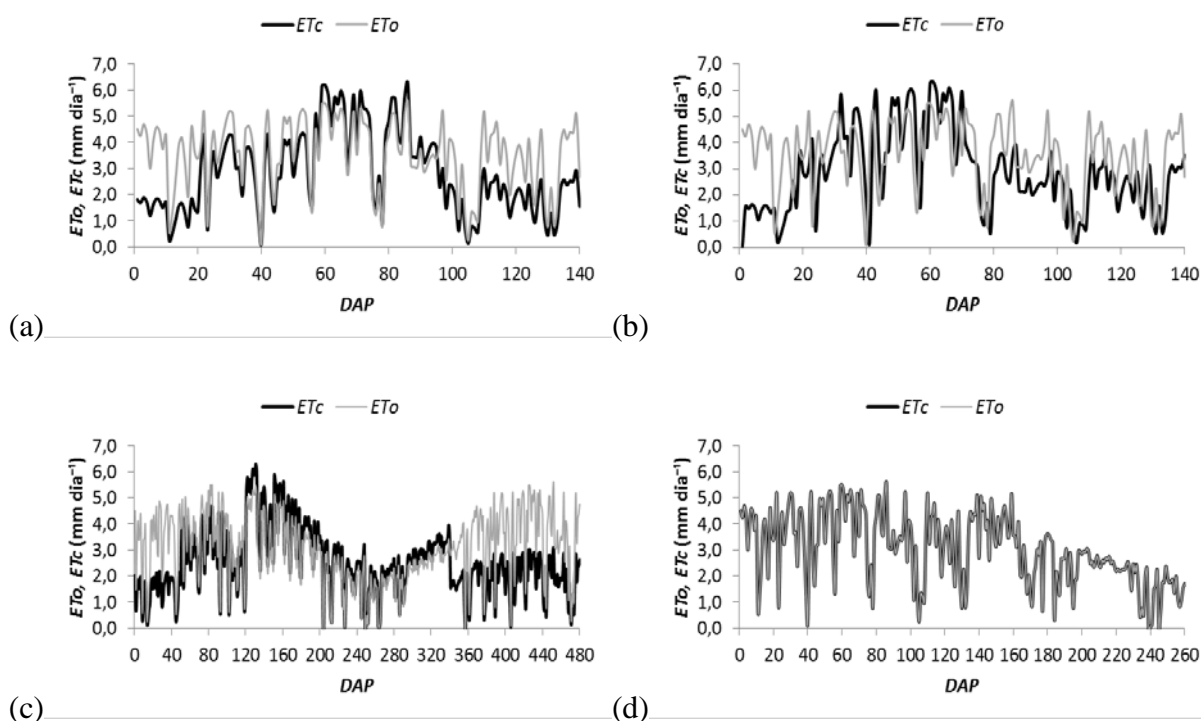 ETc ETo
ETo, ETc (mm dia⁻¹)
7,0
6,0
5,0
4,0
3,0
2,0
1,0
0,0
0 20 40 60 80 100 120 140
DAP
(a)
ETc ETo
ETo, ETc (mm dia⁻¹)
7,0
6,0
5,0
4,0
3,0
2,0
1,0
0,0
0 20 40 60 80 100 120 140
DAP
(b)
ETc ETo
ETo, ETc (mm dia⁻¹)
7,0
6,0
5,0
4,0
3,0
2,0
1,0
0,0
0 40 80 120 160 200 240 280 320 360 400 440 480
DAP
(c)
ETc ETo
ETo, ETc (mm dia⁻¹)
7,0
6,0
5,0
4,0
3,0
2,0
1,0
0,0
0 20 40 60 80 100 120 140 160 180 200 220 240 260
DAP
(d)